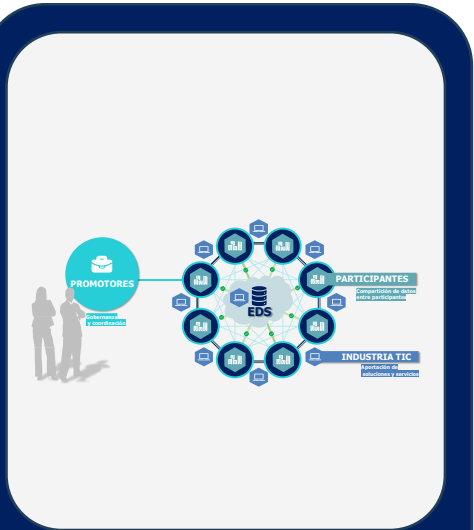 PROMOTORES
Gobernanza
y coordinación
EDS
PARTICIPANTES
Compartición de datos
entre participantes
INDUSTRIA TIC
Aportación de
soluciones y servicios